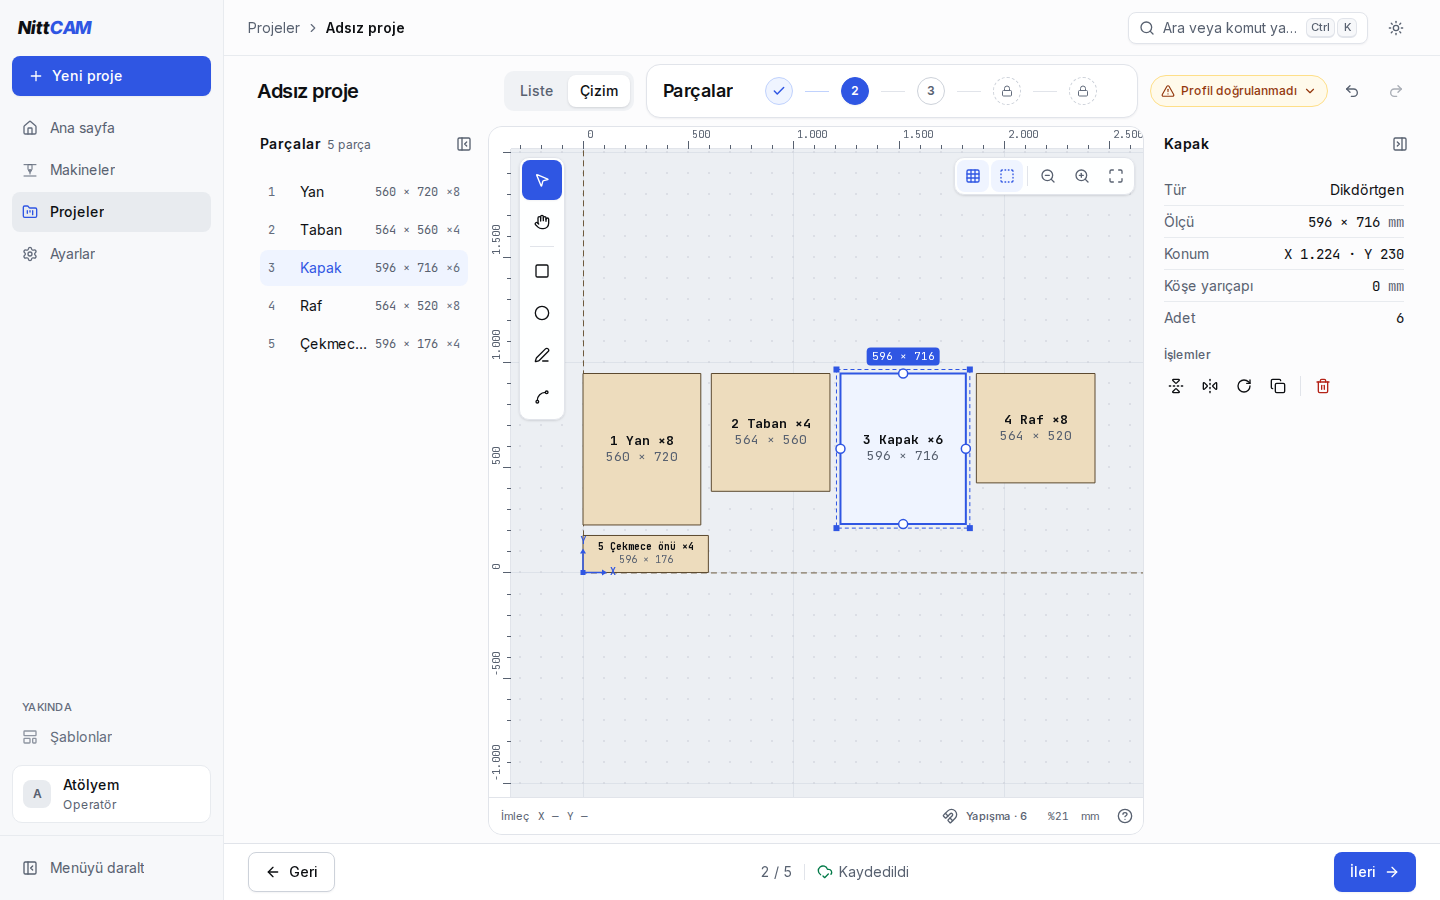 NittCAM
Yeni proje
Ana sayfa
Makineler
Projeler
Ayarlar
YAKINDA
Şablonlar
A
Atölyem
Operatör
Menüyü daralt
Projeler
Adsız proje
Ara veya komut ya…
Ctrl
K
Adsız proje
Liste
Çizim
Parçalar
2
3
Profil doğrulanmadı
Parçalar 5 parça
1 Yan 560 × 720 ×8
2 Taban 564 × 560 ×4
3 Kapak 596 × 716 ×6
4 Raf 564 × 520 ×8
5 Çekmec… 596 × 176 ×4
0
500
1.000
1.500
2.000
2.500
1.500
1.000
500
0
-500
-1.000
596 × 716
1 Yan ×8
560 × 720
2 Taban ×4
564 × 560
3 Kapak ×6
596 × 716
4 Raf ×8
564 × 520
5 Çekmece önü ×4
596 × 176
Y
X
İmleç X — Y —
Yapışma · 6
%21
mm
Kapak
Tür Dikdörtgen
Ölçü 596 × 716 mm
Konum X 1.224 · Y 230
Köşe yarıçapı 0 mm
Adet 6
İşlemler
Geri
2 / 5
Kaydedildi
İleri